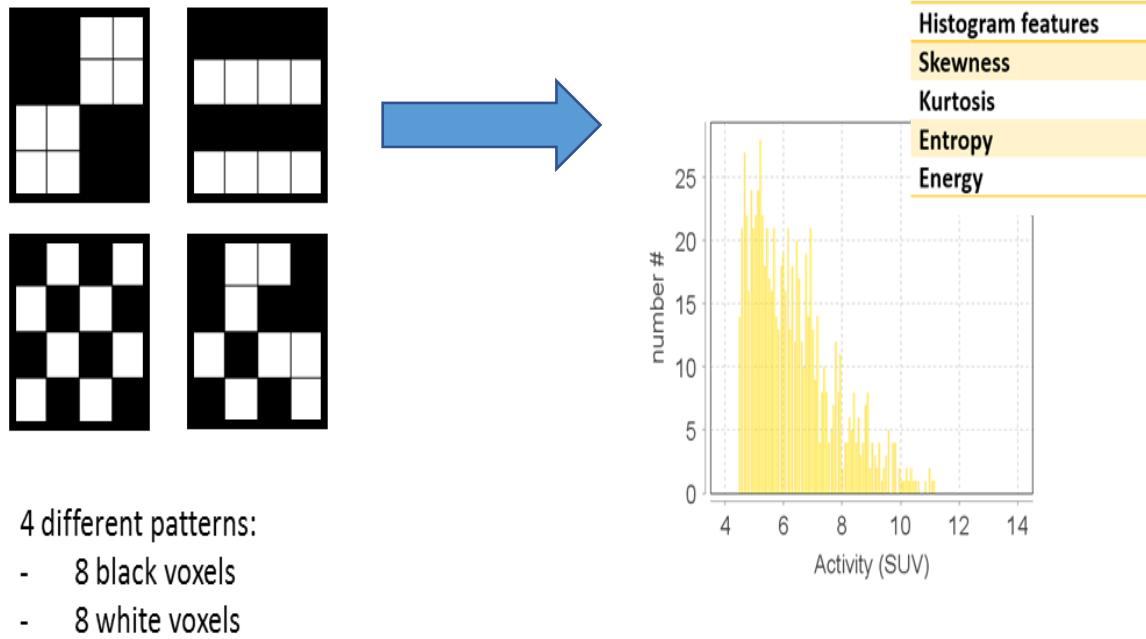 Histogram features
Skewness
Kurtosis
Entropy
Energy
25
20
15
10
5
0
number #
4 6 8 10 12 14
Activity (SUV)
4 different patterns:
- 8 black voxels
- 8 white voxels